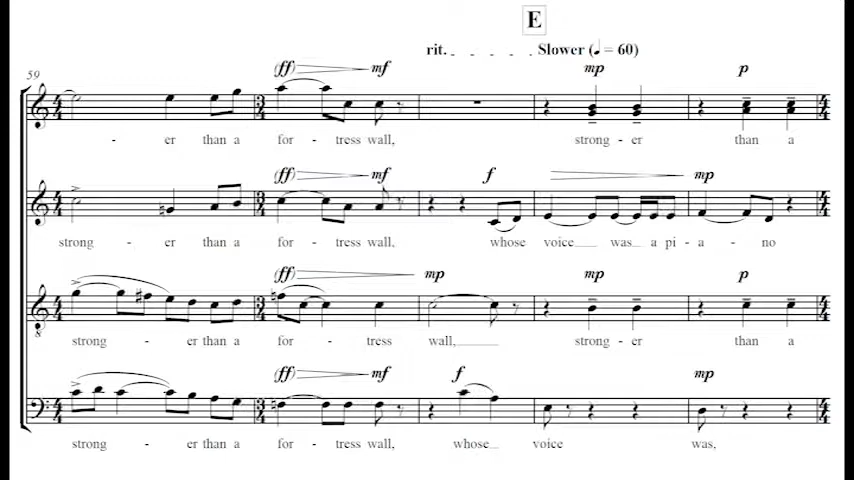 E
rit. Slower (♩ = 60)
59
(ff) mf mp p
- er than a for - tress wall, strong - er than a
(ff) mf f mp
strong - er than a for - tress wall, whose voice was a pi - a - no
(ff) mp mp p
8
strong - er than a for - tress wall, strong - er than a
(ff) mf f mp
strong - er than a for - tress wall, whose voice was,